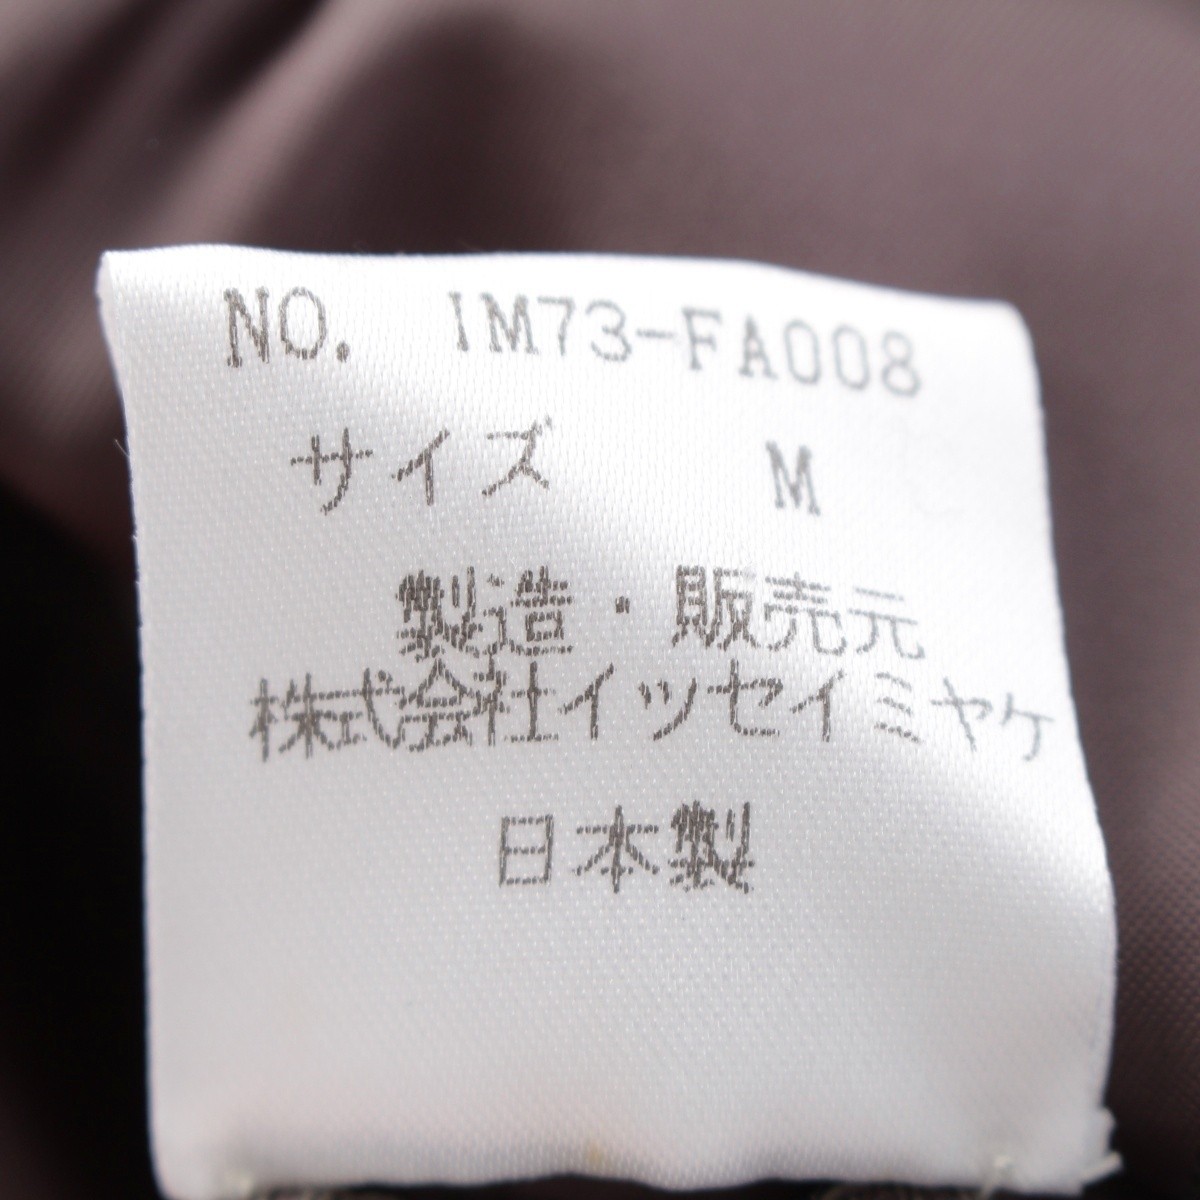 NO. IM73-FA008
サイズ M
製造・販売元
株式会社イッセイミヤケ
日本製